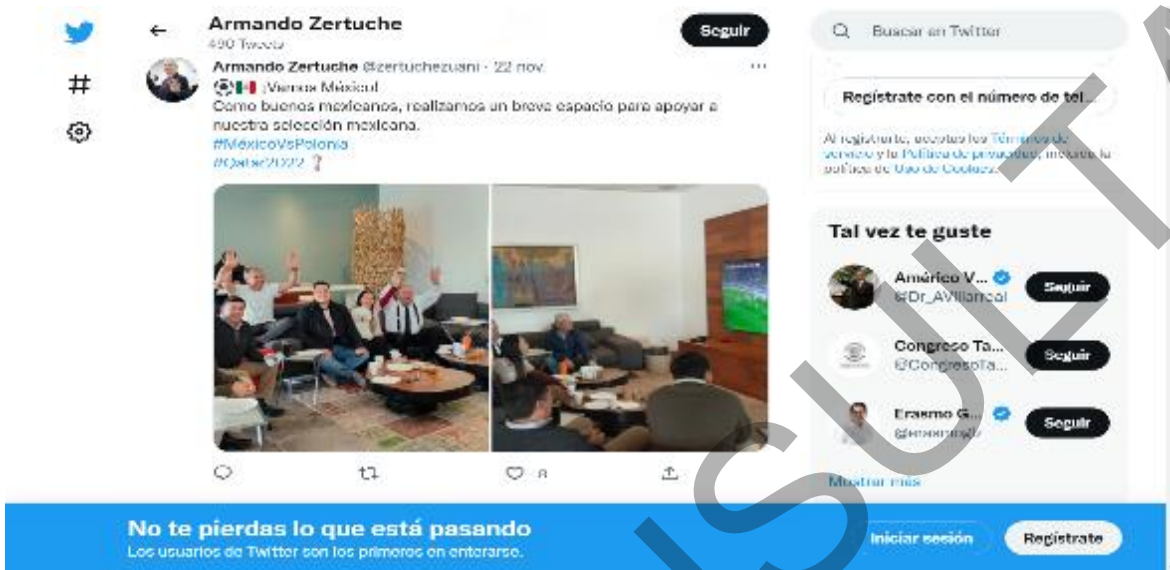 Armando Zertuche
490 Tweets
Seguir
Buscar en Twitter
Armando Zertuche @zertuchezuani · 22 nov.
¡Vamos México!
Como buenos mexicanos, realizamos un breve espacio para apoyar a
nuestra selección mexicana.
#MéxicoVsPolonia
#Qatar2022
8
Regístrate con el número de tel...
Al registrarte, aceptas los Términos de
servicio y la Política de privacidad, incluida la
política de Uso de Cookies.
Tal vez te guste
Américo V...
@Dr_AVillarreal
Seguir
Congreso Ta...
@CongresoTa...
Seguir
Erasmo G...
Seguir
Mostrar más
No te pierdas lo que está pasando
Los usuarios de Twitter son los primeros en enterarse.
Iniciar sesión
Regístrate